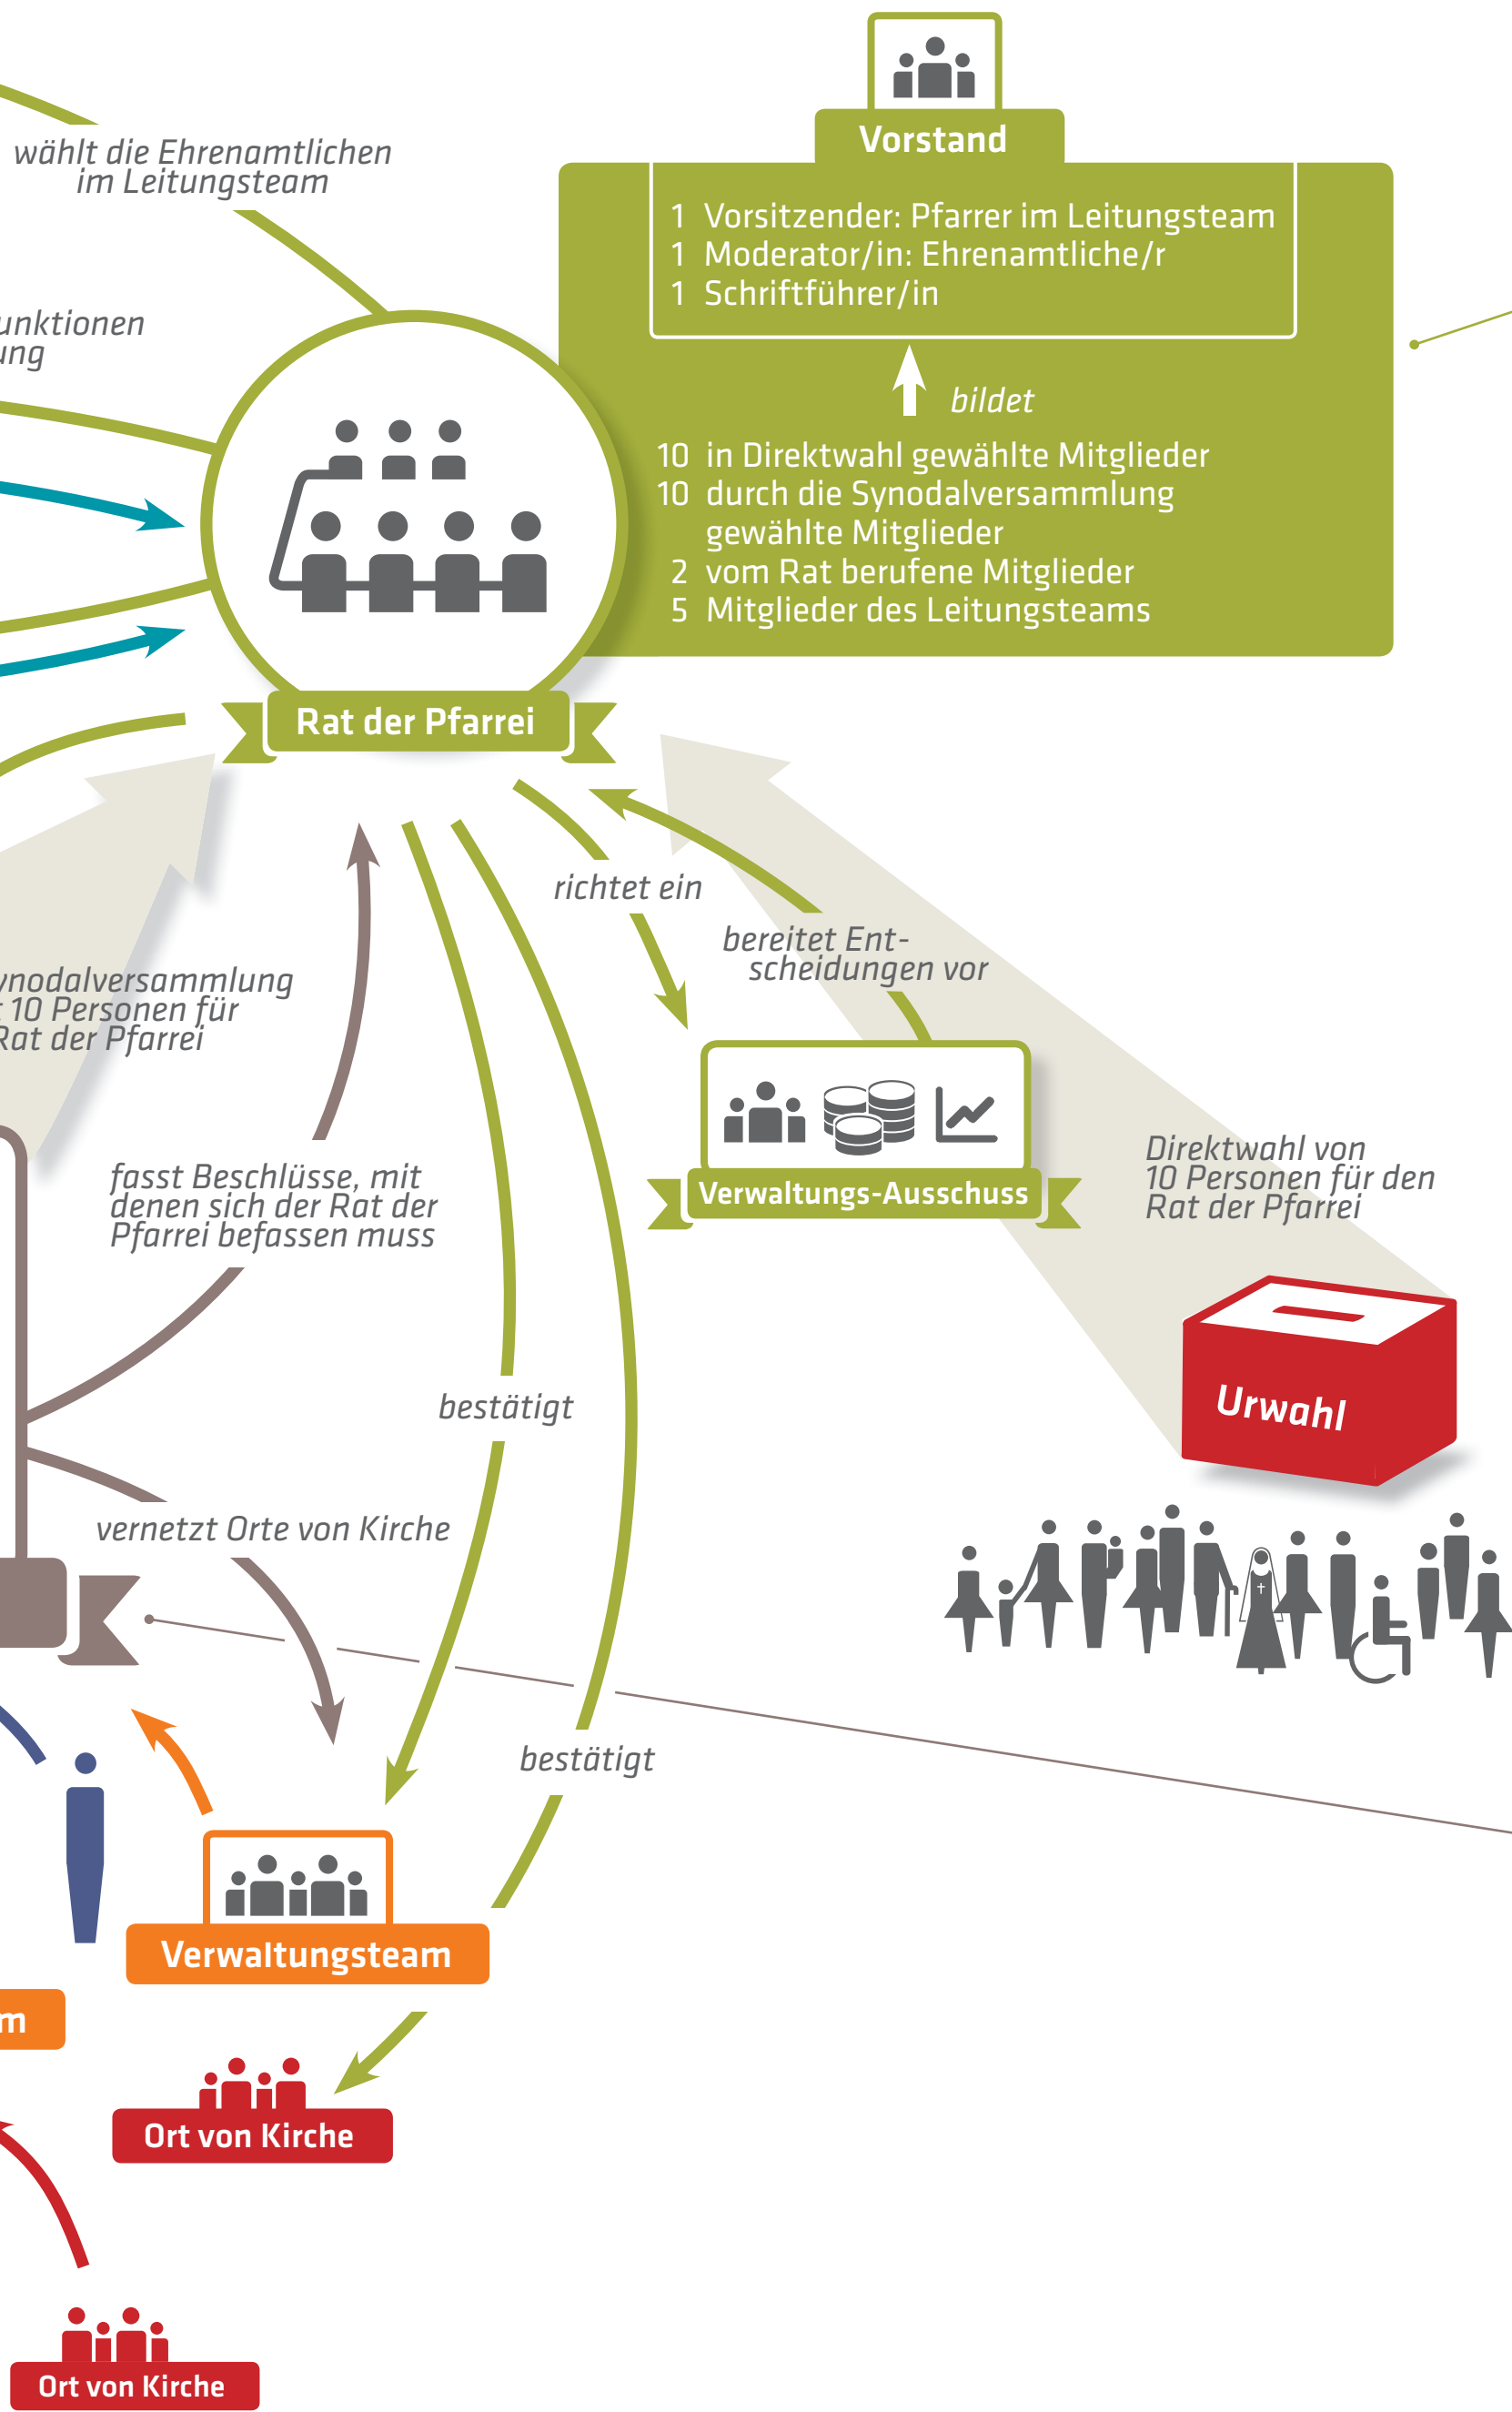 Vorstand
wählt die Ehrenamtlichen
im Leitungsteam
1 Vorsitzender: Pfarrer im Leitungsteam
1 Moderator/in: Ehrenamtliche/r
1 Schriftführer/in
bildet
10 in Direktwahl gewählte Mitglieder
10 durch die Synodalversammlung
gewählte Mitglieder
2 vom Rat berufene Mitglieder
5 Mitglieder des Leitungsteams
Rat der Pfarrei
richtet ein
bereitet Ent-
scheidungen vor
10 Personen für
Rat der Pfarrei
Verwaltungs-Ausschuss
Direktwahl von
10 Personen für den
Rat der Pfarrei
fasst Beschlüsse, mit
denen sich der Rat der
Pfarrei befassen muss
Urwahl
bestätigt
vernetzt Orte von Kirche
bestätigt
Verwaltungsteam
Ort von Kirche
Ort von Kirche